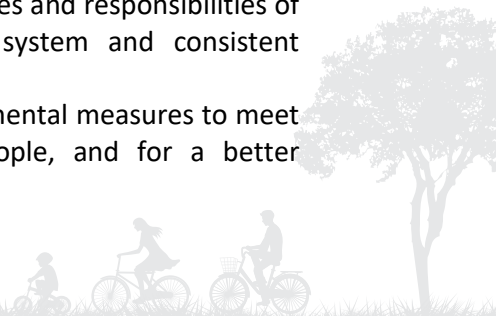 es and responsibilities of
system and consistent
mental measures to meet
ople, and for a better